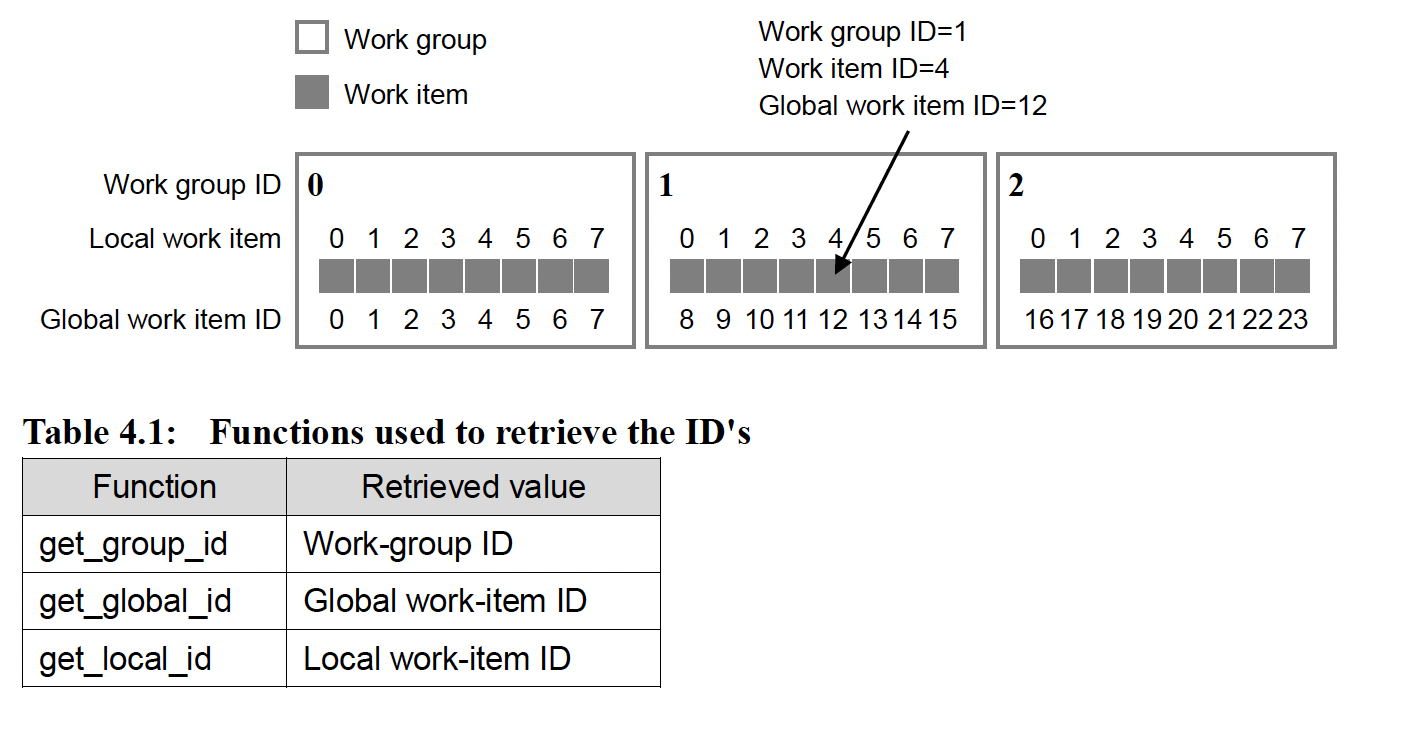 Work group
Work item
Work group ID=1
Work item ID=4
Global work item ID=12
Work group ID 0 1 2
Local work item 0 1 2 3 4 5 6 7 0 1 2 3 4 5 6 7 0 1 2 3 4 5 6 7
Global work item ID 0 1 2 3 4 5 6 7 8 9 10 11 12 13 14 15 16 17 18 19 20 21 22 23
Table 4.1: Functions used to retrieve the ID's
Function Retrieved value
get_group_id Work-group ID
get_global_id Global work-item ID
get_local_id Local work-item ID